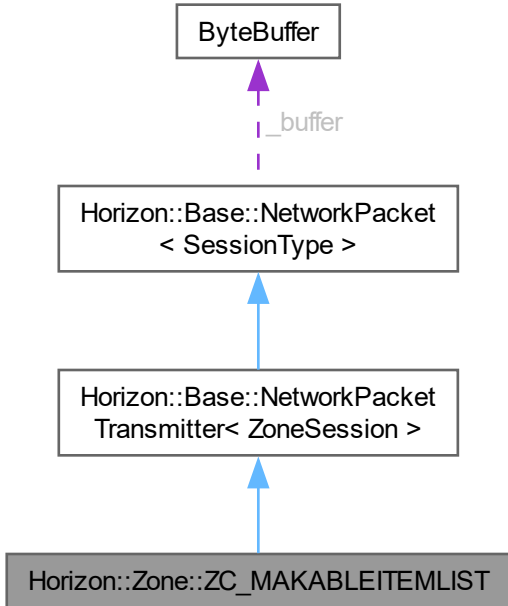 ByteBuffer
_buffer
Horizon::Base::NetworkPacket
< SessionType >
Horizon::Base::NetworkPacket
Transmitter< ZoneSession >
Horizon::Zone::ZC_MAKABLEITEMLIST